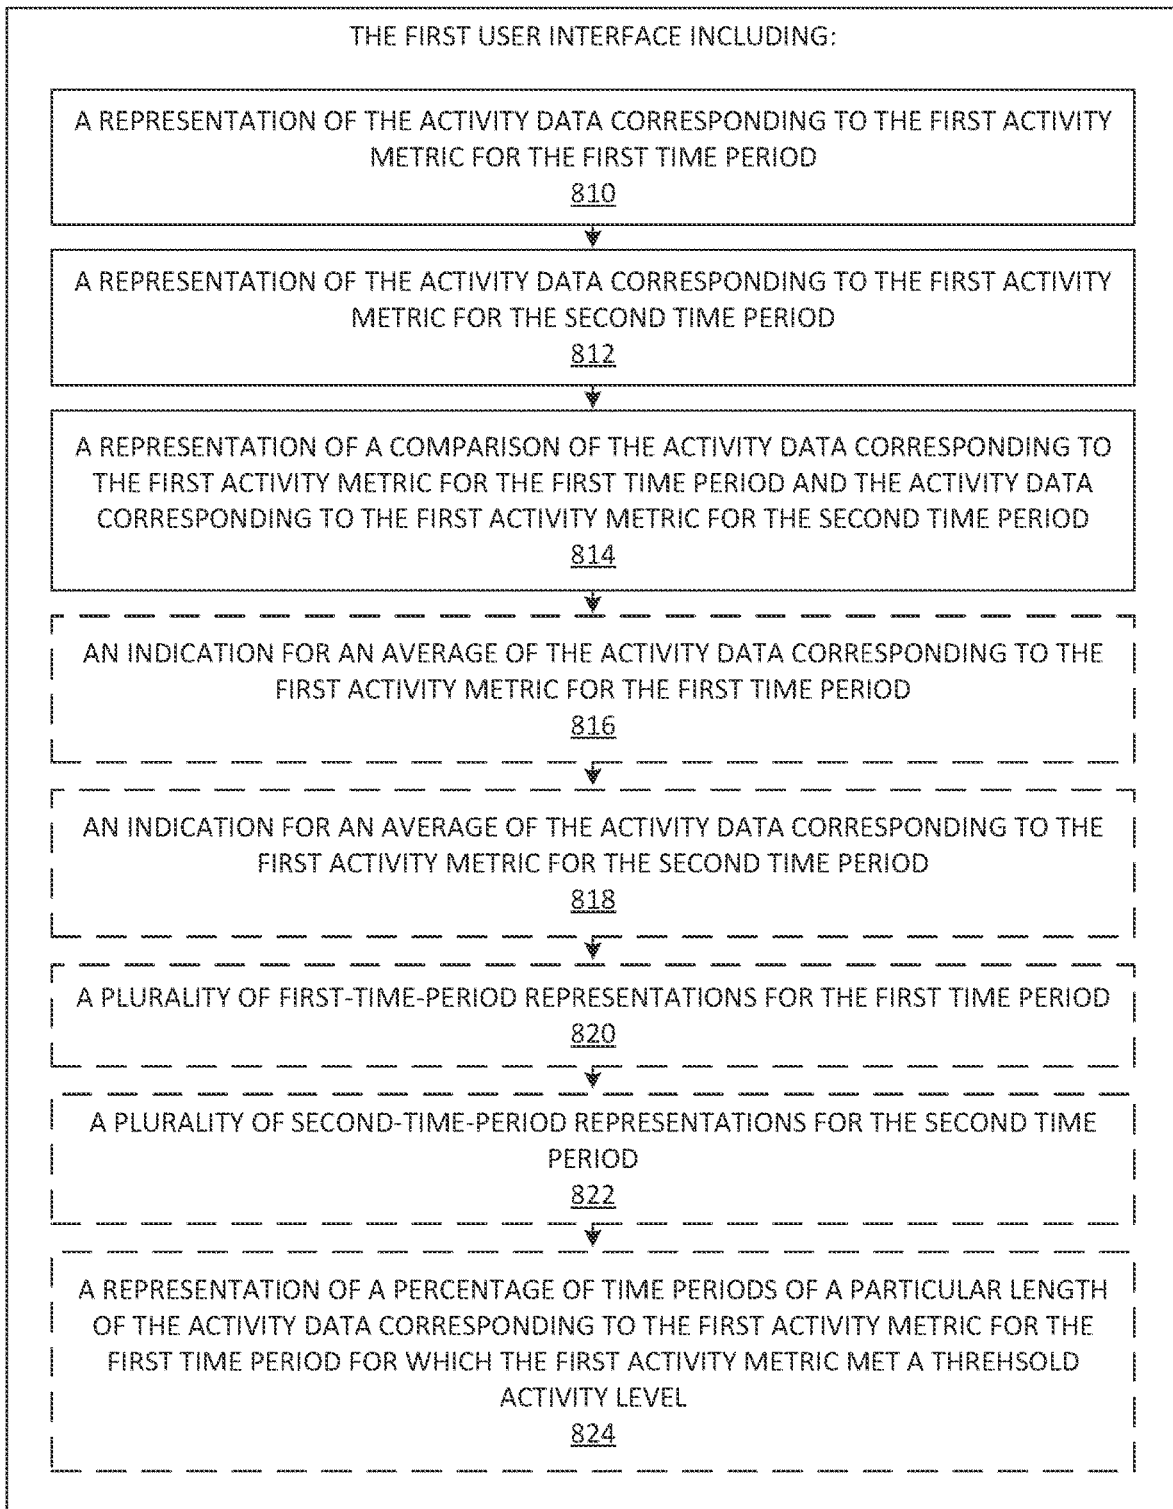 THE FIRST USER INTERFACE INCLUDING:
A REPRESENTATION OF THE ACTIVITY DATA CORRESPONDING TO THE FIRST ACTIVITY
METRIC FOR THE FIRST TIME PERIOD
810
A REPRESENTATION OF THE ACTIVITY DATA CORRESPONDING TO THE FIRST ACTIVITY
METRIC FOR THE SECOND TIME PERIOD
812
A REPRESENTATION OF A COMPARISON OF THE ACTIVITY DATA CORRESPONDING TO
THE FIRST ACTIVITY METRIC FOR THE FIRST TIME PERIOD AND THE ACTIVITY DATA
CORRESPONDING TO THE FIRST ACTIVITY METRIC FOR THE SECOND TIME PERIOD
814
AN INDICATION FOR AN AVERAGE OF THE ACTIVITY DATA CORRESPONDING TO THE
FIRST ACTIVITY METRIC FOR THE FIRST TIME PERIOD
816
AN INDICATION FOR AN AVERAGE OF THE ACTIVITY DATA CORRESPONDING TO THE
FIRST ACTIVITY METRIC FOR THE SECOND TIME PERIOD
818
A PLURALITY OF FIRST-TIME-PERIOD REPRESENTATIONS FOR THE FIRST TIME PERIOD
820
A PLURALITY OF SECOND-TIME-PERIOD REPRESENTATIONS FOR THE SECOND TIME
PERIOD
822
A REPRESENTATION OF A PERCENTAGE OF TIME PERIODS OF A PARTICULAR LENGTH
OF THE ACTIVITY DATA CORRESPONDING TO THE FIRST ACTIVITY METRIC FOR THE
FIRST TIME PERIOD FOR WHICH THE FIRST ACTIVITY METRIC MET A THREHSOLD
ACTIVITY LEVEL
824